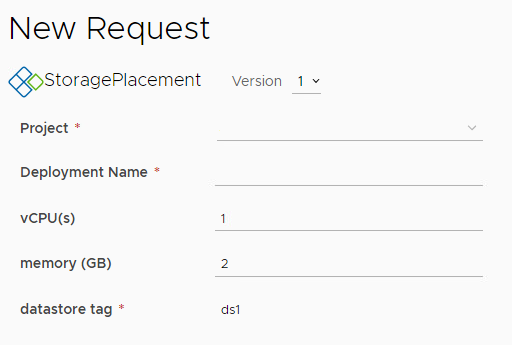 New Request
StoragePlacement Version 1
Project *
Deployment Name *
vCPU(s) 1
memory (GB) 2
datastore tag * ds1